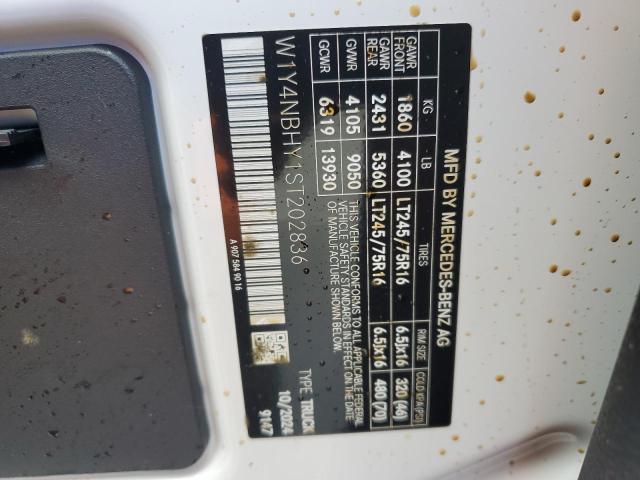 MFD BY MERCEDES-BENZ AG
KG LB TIRES RIM SIZE COLD KPA (PSI)
GAWR FRONT 1860 4100 LT245/75R16 6.5Jx16 320 (46)
GAWR REAR 2431 5360 LT245/75R16 6.5Jx16 480 (70)
GVWR 4105 9050 THIS VEHICLE CONFORMS TO ALL APPLICABLE FEDERAL
VEHICLE SAFETY STANDARDS IN EFFECT ON THE DATE
GCWR 6319 13930 OF MANUFACTURE SHOWN BELOW.
W1Y4NBHY1ST202836 TYPE: TRUCK
10/2024
A 907 584 90 16 9147